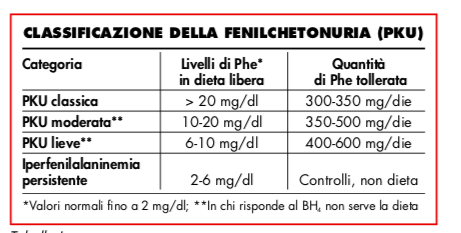 CLASSIFICAZIONE DELLA FENILCHETONURIA (PKU)
Categoria Livelli di Phe* in dieta libera Quantità di Phe tollerata
PKU classica > 20 mg/dl 300-350 mg/die
PKU moderata** 10-20 mg/dl 350-500 mg/die
PKU lieve** 6-10 mg/dl 400-600 mg/die
Iperfenilalaninemia persistente 2-6 mg/dl Controlli, non dieta
*Valori normali fino a 2 mg/dl; **In chi risponde al BH₄ non serve la dieta